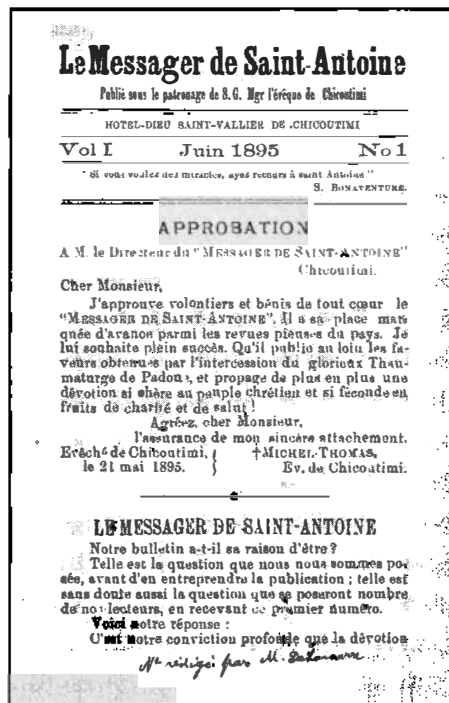 Le Messager de Saint-Antoine
Publié sous le patronage de S. G. Mgr l'évêque de Chicoutimi
HOTEL-DIEU SAINT-VALLIER DE CHICOUTIMI
Vol I Juin 1895 No 1
"Si vous voulez des miracles, ayez recours à saint Antoine"
S. BONAVENTURE.
APPROBATION
A M. le Directeur du "MESSAGER DE SAINT-ANTOINE"
Chicoutimi.
Cher Monsieur,
J'approuve volontiers et bénis de tout cœur le
"MESSAGER DE SAINT-ANTOINE". Il a sa place mar-
quée d'avance parmi les revues pieuses du pays. Je
lui souhaite plein succès. Qu'il publie au loin les fa-
veurs obtenues par l'intercession du glorieux Thau-
maturge de Padoue, et propage de plus en plus une
dévotion si chère au peuple chrétien et si féconde en
fruits de charité et de salut !
Agréez, cher Monsieur,
l'assurance de mon sincère attachement.
Evêché de Chicoutimi, } †MICHEL-THOMAS,
le 21 mai 1895. } Ev. de Chicoutimi.
LE MESSAGER DE SAINT-ANTOINE
Notre bulletin a-t-il sa raison d'être ?
Telle est la question que nous nous sommes po-
sée, avant d'en entreprendre la publication ; telle est
sans doute aussi la question que se poseront nombre
de nos lecteurs, en recevant ce premier numéro.
Voici notre réponse :
C'est notre conviction profonde que la dévotion
No rédigé par M.